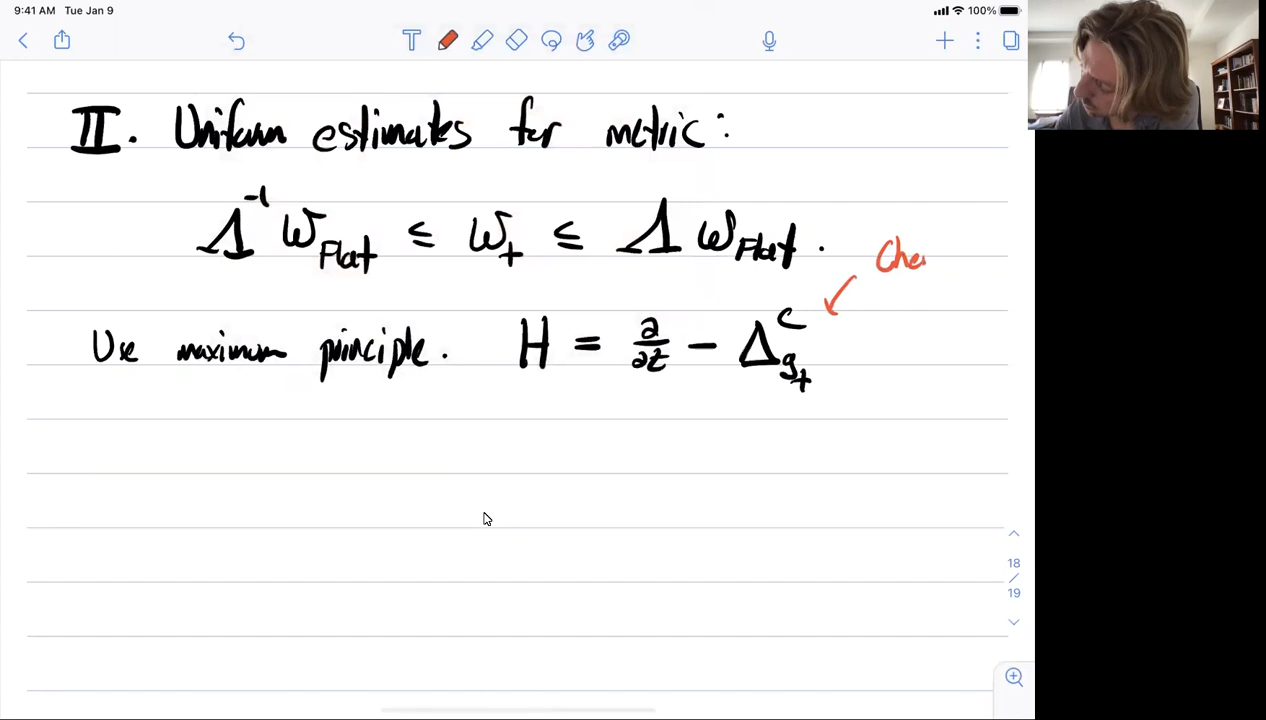 9:41 AM Tue Jan 9
100%
II. Uniform estimates for metric:
Λ⁻¹ ω_Flat ≤ ω_t ≤ Λ ω_Flat.
Che
Use maximum principle. H = ∂/∂t − Δ^C_{g_t}
18
/
19